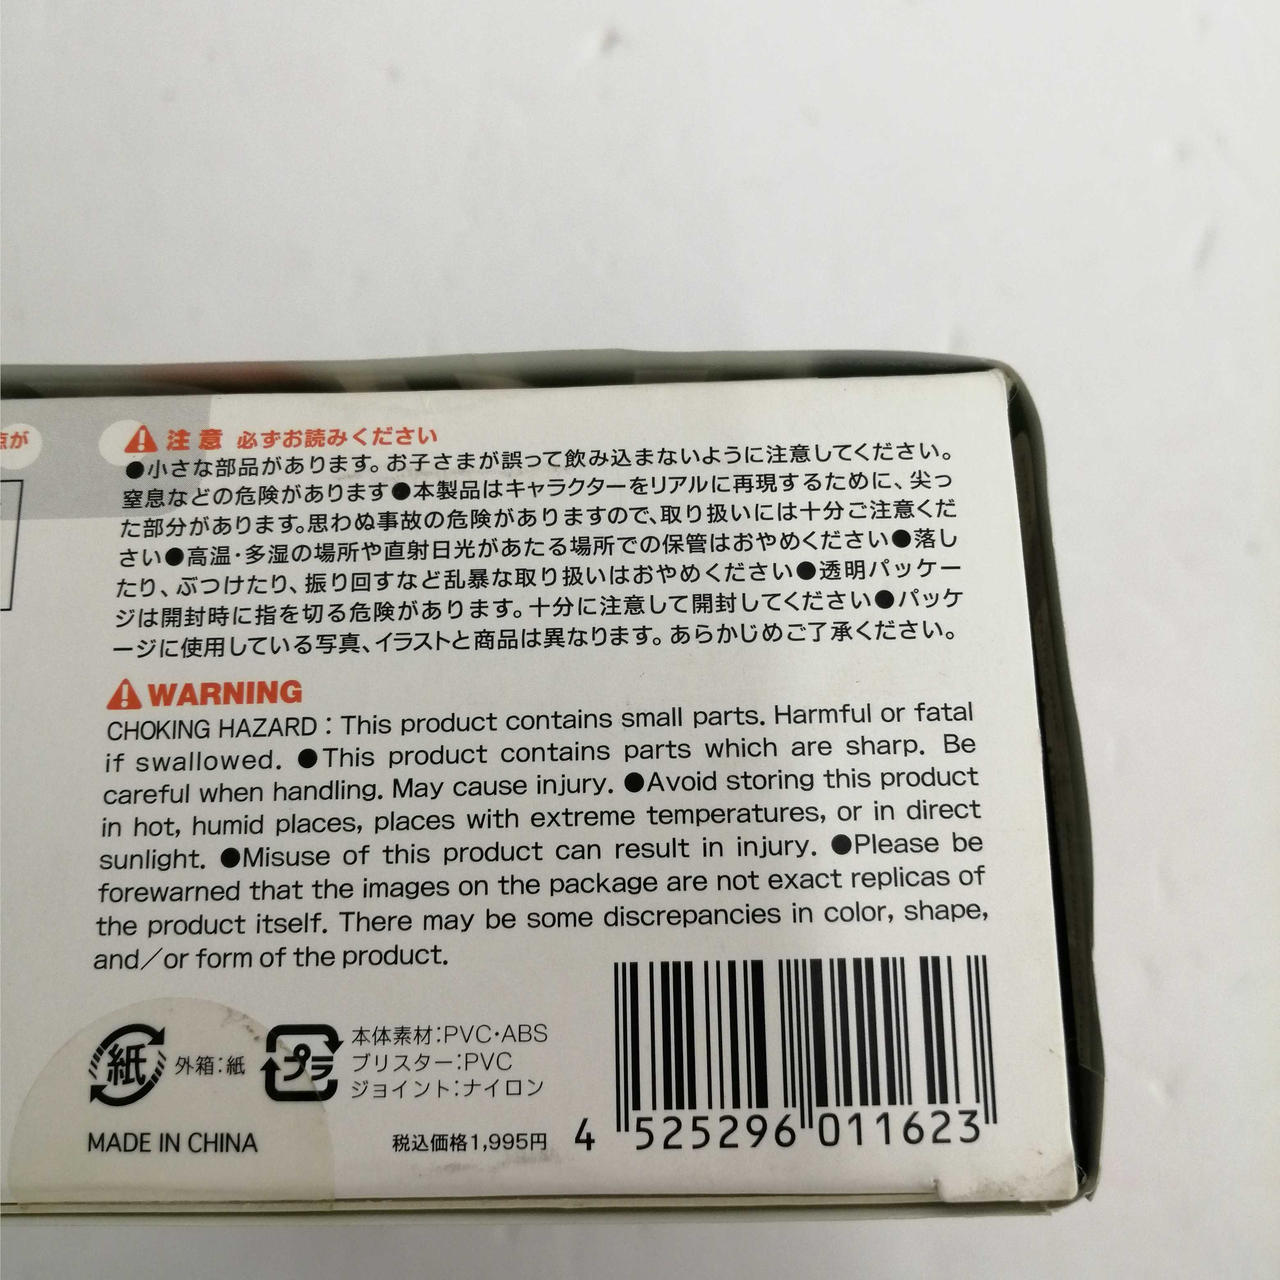 点が
注意 必ずお読みください
●小さな部品があります。お子さまが誤って飲み込まないように注意してください。
窒息などの危険があります●本製品はキャラクターをリアルに再現するために、尖っ
た部分があります。思わぬ事故の危険がありますので、取り扱いには十分ご注意くだ
さい●高温・多湿の場所や直射日光があたる場所での保管はおやめください●落し
たり、ぶつけたり、振り回すなど乱暴な取り扱いはおやめください●透明パッケー
ジは開封時に指を切る危険があります。十分に注意して開封してください●パッケ
ージに使用している写真、イラストと商品は異なります。あらかじめご了承ください。
WARNING
CHOKING HAZARD : This product contains small parts. Harmful or fatal
if swallowed. ●This product contains parts which are sharp. Be
careful when handling. May cause injury. ●Avoid storing this product
in hot, humid places, places with extreme temperatures, or in direct
sunlight. ●Misuse of this product can result in injury. ●Please be
forewarned that the images on the package are not exact replicas of
the product itself. There may be some discrepancies in color, shape,
and/or form of the product.
紙 外箱:紙
プラ 本体素材:PVC・ABS
ブリスター:PVC
ジョイント:ナイロン
MADE IN CHINA
税込価格1,995円
4 525296 011623